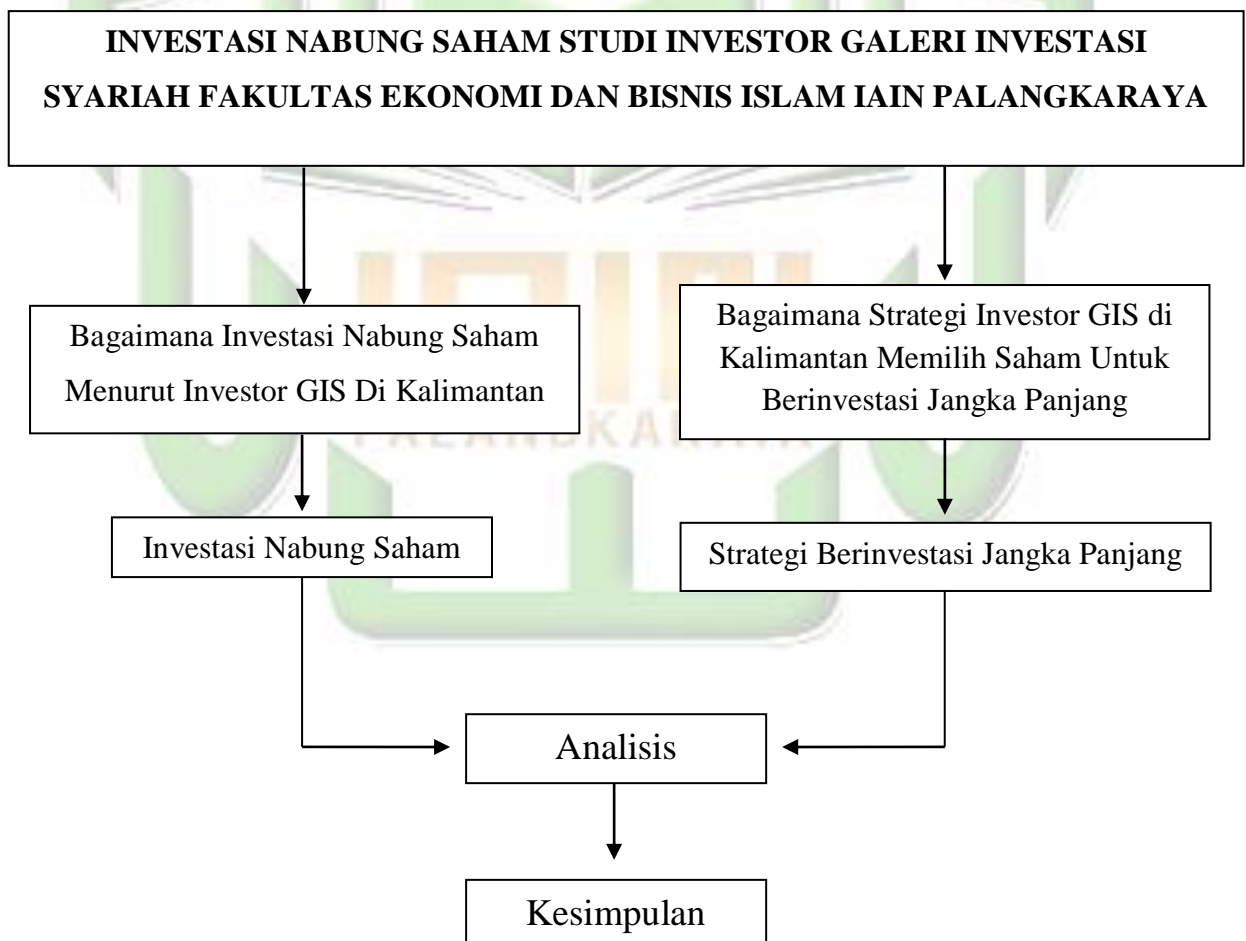 INVESTASI NABUNG SAHAM STUDI INVESTOR GALERI INVESTASI
SYARIAH FAKULTAS EKONOMI DAN BISNIS ISLAM IAIN PALANGKARAYA
Bagaimana Investasi Nabung Saham
Menurut Investor GIS Di Kalimantan
Bagaimana Strategi Investor GIS di
Kalimantan Memilih Saham Untuk
Berinvestasi Jangka Panjang
PALANGKARAYA
Investasi Nabung Saham
Strategi Berinvestasi Jangka Panjang
Analisis
Kesimpulan